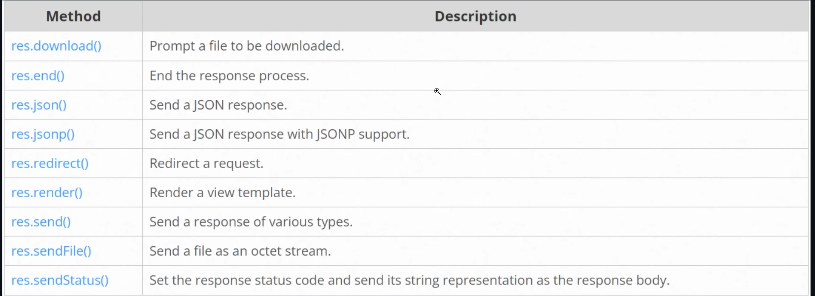 Method Description
res.download() Prompt a file to be downloaded.
res.end() End the response process.
res.json() Send a JSON response.
res.jsonp() Send a JSON response with JSONP support.
res.redirect() Redirect a request.
res.render() Render a view template.
res.send() Send a response of various types.
res.sendFile() Send a file as an octet stream.
res.sendStatus() Set the response status code and send its string representation as the response body.